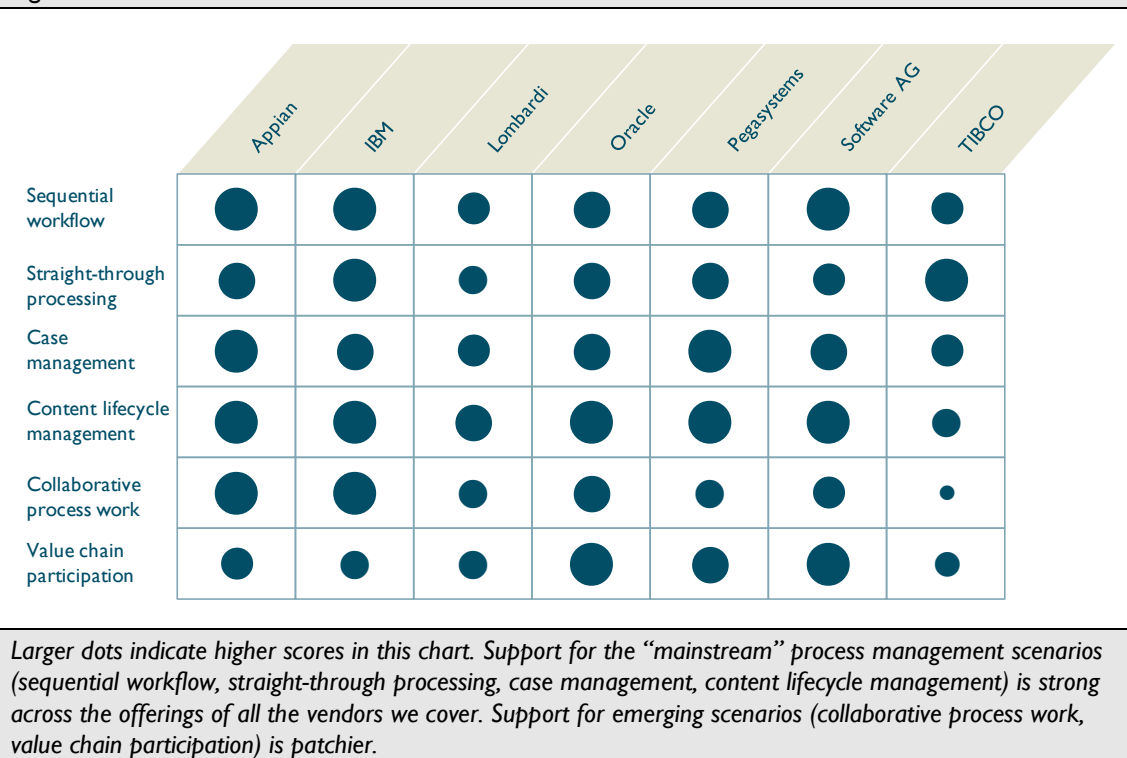 Appian
IBM
Lombardi
Oracle
Pegasystems
Software AG
TIBCO
Sequential
workflow
Straight-through
processing
Case
management
Content lifecycle
management
Collaborative
process work
Value chain
participation
Larger dots indicate higher scores in this chart. Support for the “mainstream” process management scenarios
(sequential workflow, straight-through processing, case management, content lifecycle management) is strong
across the offerings of all the vendors we cover. Support for emerging scenarios (collaborative process work,
value chain participation) is patchier.